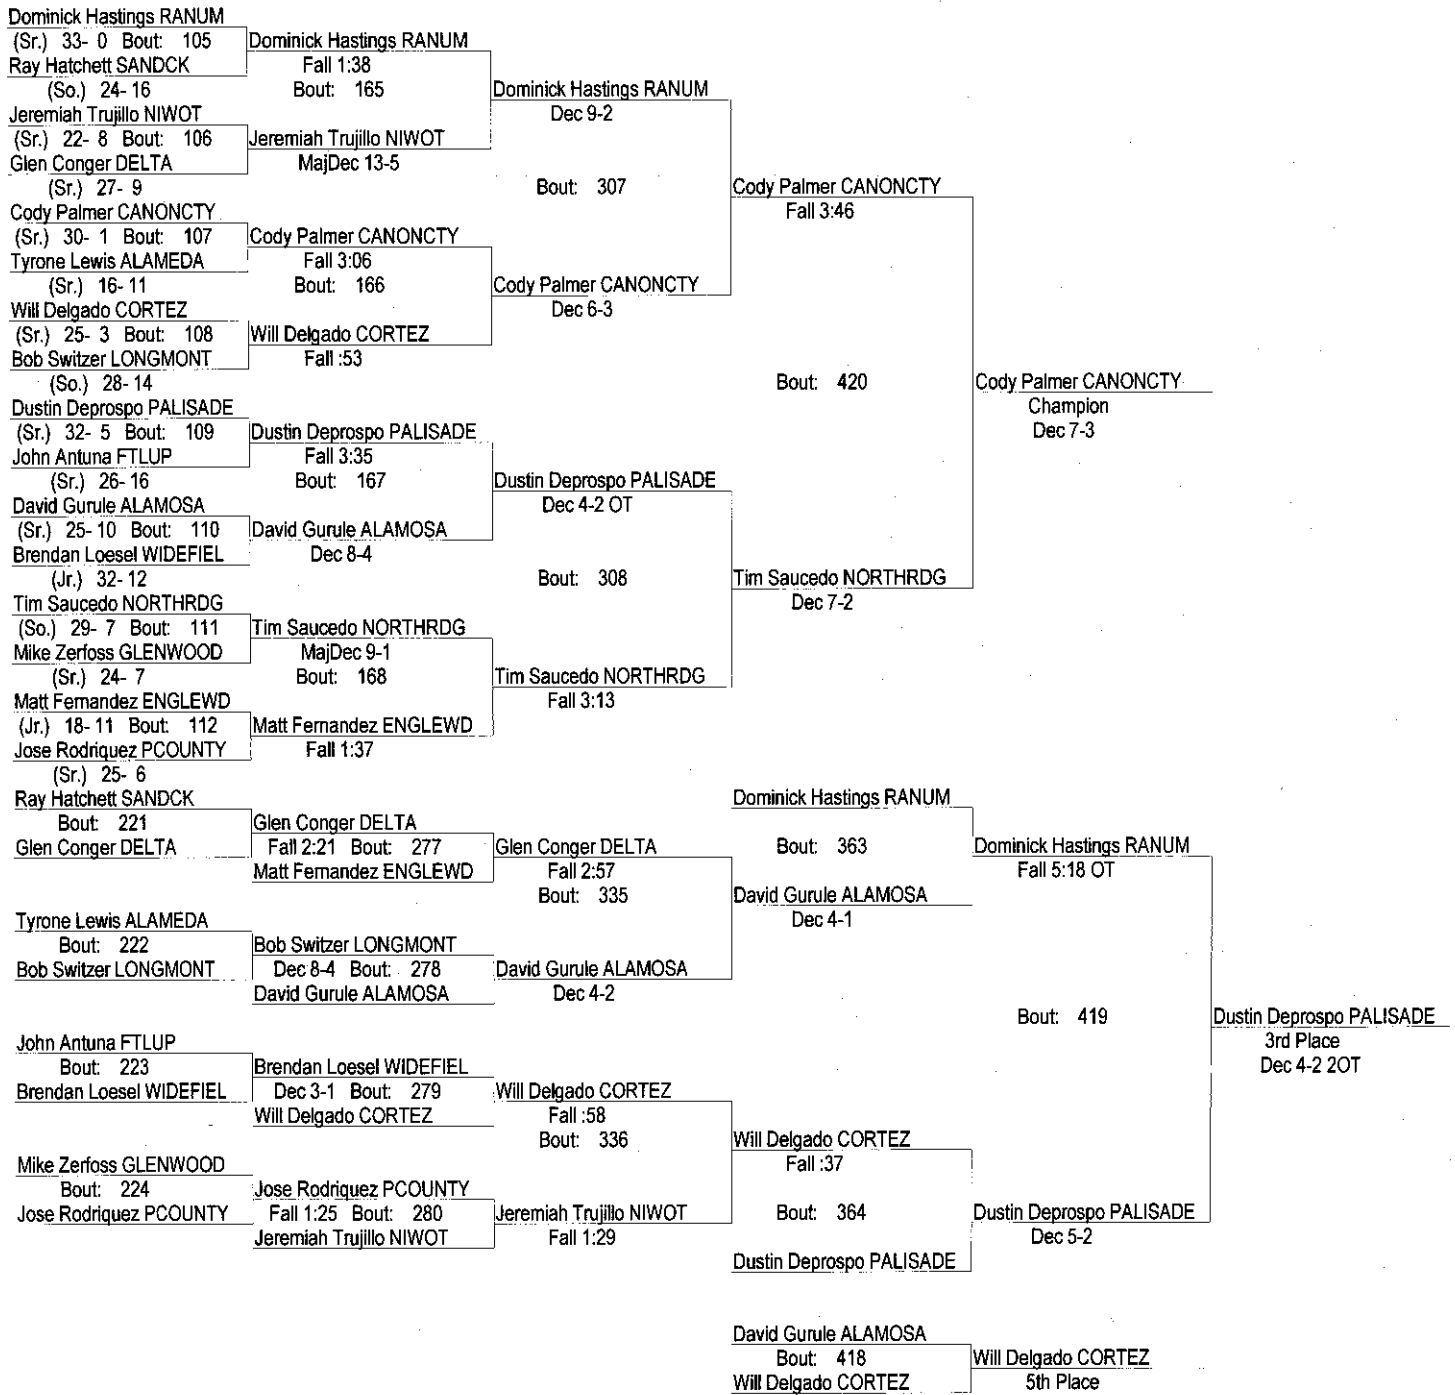 Dominick Hastings RANUM
(Sr.) 33- 0 Bout: 105
Dominick Hastings RANUM
Ray Hatchett SANDCK
Fall 1:38
(So.) 24- 16
Bout: 165
Dominick Hastings RANUM
Jeremiah Trujillo NIWOT
Dec 9-2
(Sr.) 22- 8 Bout: 106
Jeremiah Trujillo NIWOT
Glen Conger DELTA
MajDec 13-5
(Sr.) 27- 9
Bout: 307
Cody Palmer CANONCTY
Cody Palmer CANONCTY
Fall 3:46
(Sr.) 30- 1 Bout: 107
Cody Palmer CANONCTY
Tyrone Lewis ALAMEDA
Fall 3:06
(Sr.) 16- 11
Bout: 166
Cody Palmer CANONCTY
Will Delgado CORTEZ
Dec 6-3
(Sr.) 25- 3 Bout: 108
Will Delgado CORTEZ
Bob Switzer LONGMONT
Fall :53
(So.) 28- 14
Bout: 420
Cody Palmer CANONCTY
Champion
Dec 7-3
Dustin Deprospo PALISADE
(Sr.) 32- 5 Bout: 109
Dustin Deprospo PALISADE
John Antuna FTLUP
Fall 3:35
(Sr.) 26- 16
Bout: 167
Dustin Deprospo PALISADE
David Gurule ALAMOSA
Dec 4-2 OT
(Sr.) 25- 10 Bout: 110
David Gurule ALAMOSA
Brendan Loesel WIDEFIEL
Dec 8-4
(Jr.) 32- 12
Bout: 308
Tim Saucedo NORTHRDG
Tim Saucedo NORTHRDG
Dec 7-2
(So.) 29- 7 Bout: 111
Tim Saucedo NORTHRDG
Mike Zerfoss GLENWOOD
MajDec 9-1
(Sr.) 24- 7
Bout: 168
Tim Saucedo NORTHRDG
Matt Fernandez ENGLEWD
Fall 3:13
(Jr.) 18- 11 Bout: 112
Matt Fernandez ENGLEWD
Jose Rodriquez PCOUNTY
Fall 1:37
(Sr.) 25- 6
Ray Hatchett SANDCK
Dominick Hastings RANUM
Bout: 221
Glen Conger DELTA
Glen Conger DELTA
Fall 2:21 Bout: 277
Glen Conger DELTA
Bout: 363
Dominick Hastings RANUM
Matt Fernandez ENGLEWD
Fall 2:57
Fall 5:18 OT
Bout: 335
David Gurule ALAMOSA
Tyrone Lewis ALAMEDA
Dec 4-1
Bout: 222
Bob Switzer LONGMONT
Bob Switzer LONGMONT
Dec 8-4 Bout: 278
David Gurule ALAMOSA
David Gurule ALAMOSA
Dec 4-2
Bout: 419
Dustin Deprospo PALISADE
3rd Place
Dec 4-2 2OT
John Antuna FTLUP
Bout: 223
Brendan Loesel WIDEFIEL
Brendan Loesel WIDEFIEL
Dec 3-1 Bout: 279
Will Delgado CORTEZ
Will Delgado CORTEZ
Fall :58
Bout: 336
Will Delgado CORTEZ
Mike Zerfoss GLENWOOD
Fall :37
Bout: 224
Jose Rodriquez PCOUNTY
Jose Rodriquez PCOUNTY
Fall 1:25 Bout: 280
Jeremiah Trujillo NIWOT
Bout: 364
Dustin Deprospo PALISADE
Jeremiah Trujillo NIWOT
Fall 1:29
Dec 5-2
Dustin Deprospo PALISADE
David Gurule ALAMOSA
Bout: 418
Will Delgado CORTEZ
Will Delgado CORTEZ
5th Place